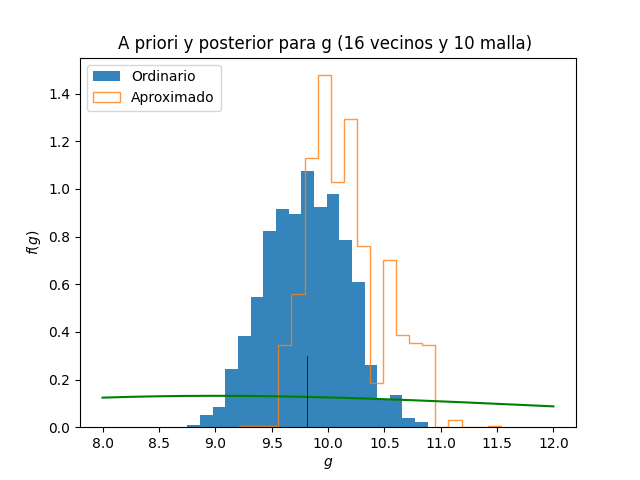 A priori y posterior para g (16 vecinos y 10 malla)
Ordinario
Aproximado
f(g)
1.4
1.2
1.0
0.8
0.6
0.4
0.2
0.0
8.0 8.5 9.0 9.5 10.0 10.5 11.0 11.5 12.0
g